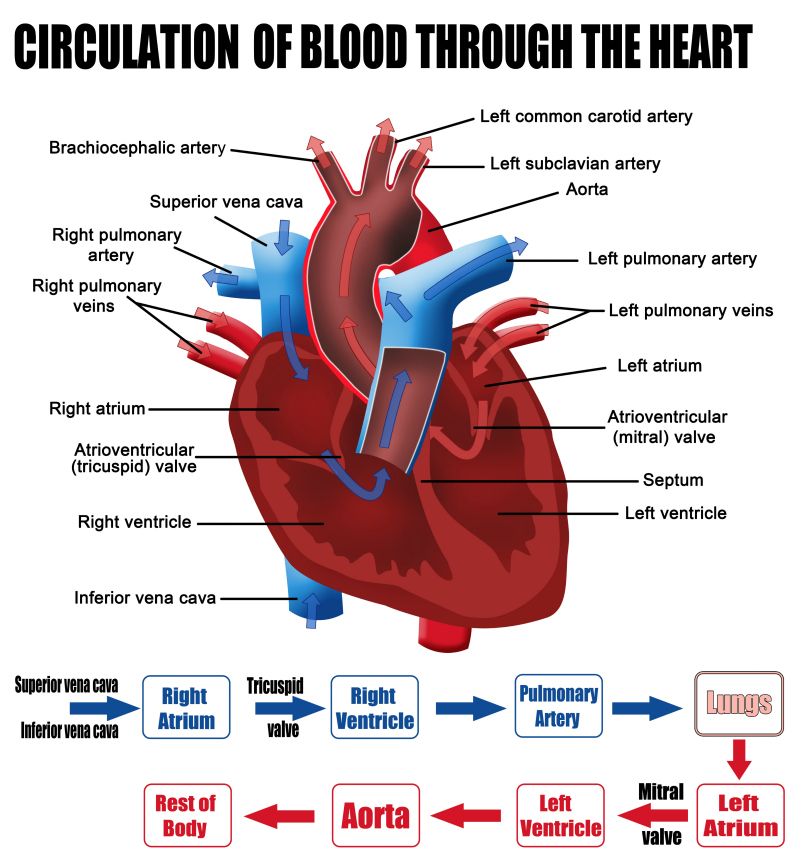 CIRCULATION OF BLOOD THROUGH THE HEART
Left common carotid artery
Brachiocephalic artery
Left subclavian artery
Aorta
Superior vena cava
Right pulmonary
artery
Left pulmonary artery
Right pulmonary
veins
Left pulmonary veins
Left atrium
Right atrium
Atrioventricular
(mitral) valve
Atrioventricular
(tricuspid) valve
Septum
Left ventricle
Right ventricle
Inferior vena cava
Superior vena cava
Inferior vena cava
Right
Atrium
Tricuspid
valve
Right
Ventricle
Pulmonary
Artery
Lungs
Left
Atrium
Mitral
valve
Left
Ventricle
Aorta
Rest of
Body